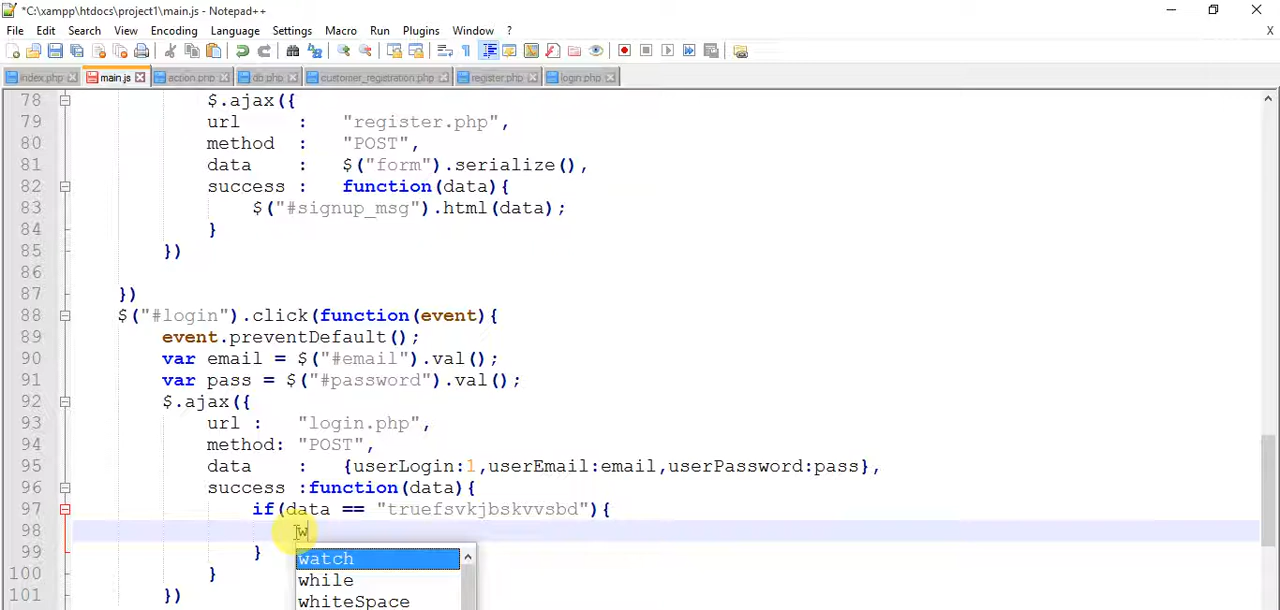 *C:\xampp\htdocs\project1\main.js - Notepad++
File Edit Search View Encoding Language Settings Macro Run Plugins Window ? X
index.php main.js action.php db.php customer_registration.php register.php login.php
78 $.ajax({
79 url : "register.php",
80 method : "POST",
81 data : $("form").serialize(),
82 success : function(data){
83 $("#signup_msg").html(data);
84 }
85 })
86
87 })
88 $("#login").click(function(event){
89 event.preventDefault();
90 var email = $("#email").val();
91 var pass = $("#password").val();
92 $.ajax({
93 url : "login.php",
94 method: "POST",
95 data : {userLogin:1,userEmail:email,userPassword:pass},
96 success :function(data){
97 if(data == "truefsvkjbskvvsbd"){
98 w
99 }
watch
100 }
while
101 })
whiteSpace